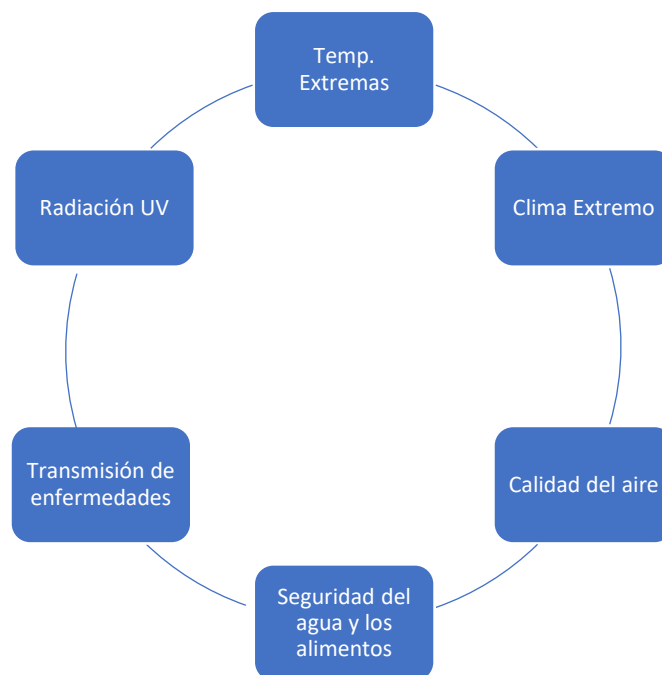 Temp.
Extremas
Clima Extremo
Calidad del aire
Seguridad del
agua y los
alimentos
Transmisión de
enfermedades
Radiación UV